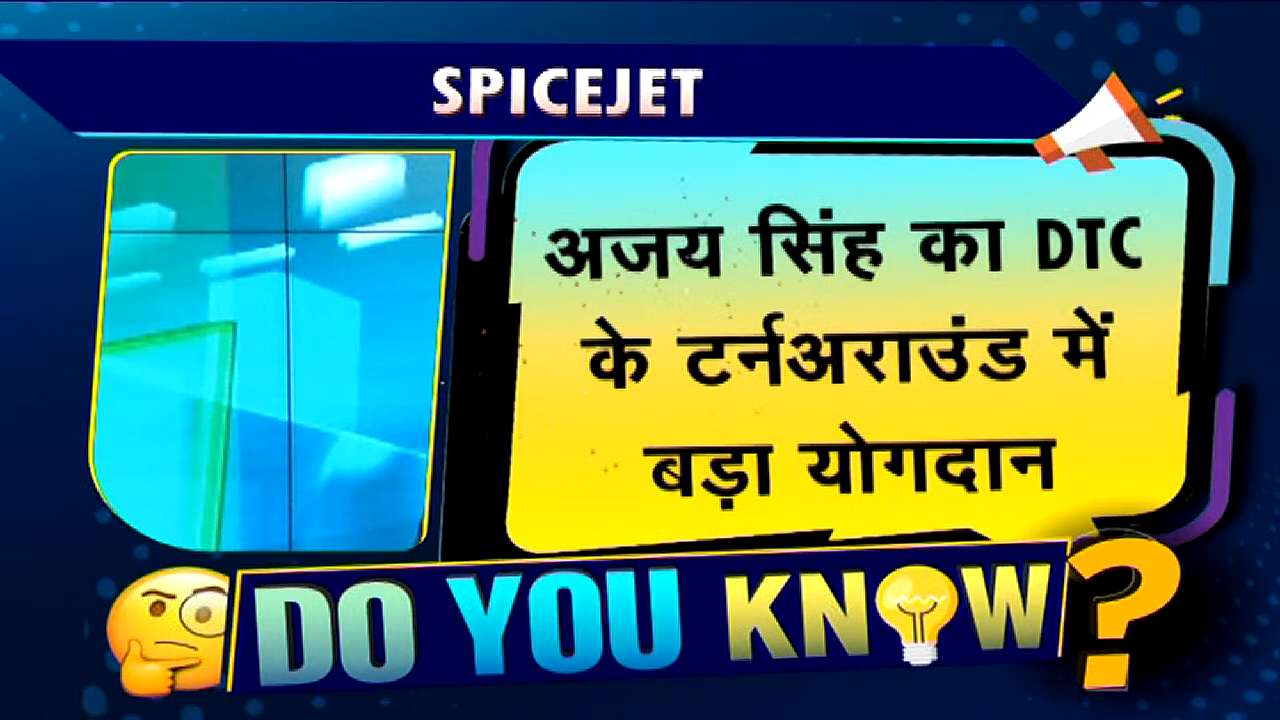 SPICEJET
अजय सिंह का DTC
के टर्नअराउंड में
बड़ा योगदान
DO YOU KNOW?